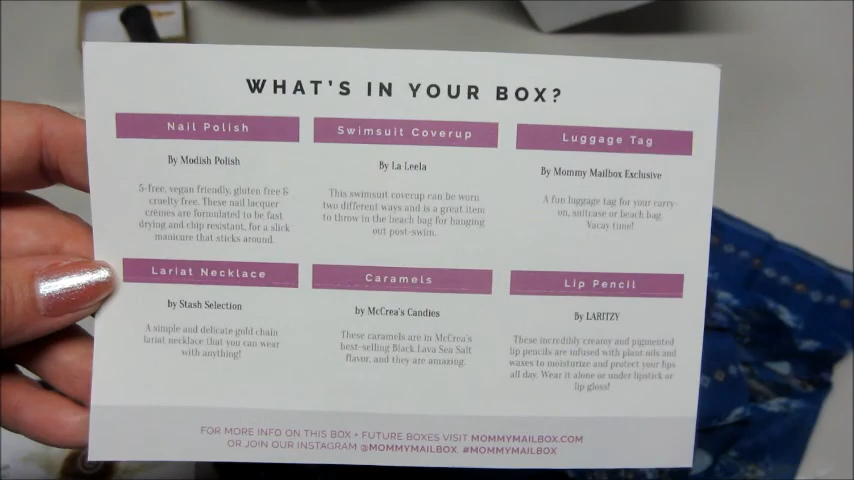 WHAT'S IN YOUR BOX?
Nail Polish
By Modish Polish
5-free, vegan friendly, gluten free &
cruelty free. These nail lacquer
crèmes are formulated to be fast
drying and chip resistant, for a slick
manicure that sticks around.
Swimsuit Coverup
By La Leela
This swimsuit coverup can be worn
two different ways and is a great item
to throw in the beach bag for hanging
out post-swim.
Luggage Tag
By Mommy Mailbox Exclusive
A fun luggage tag for your carry-
on, suitcase or beach bag.
Vacay time!
Lariat Necklace
by Stash Selection
A simple and delicate gold chain
lariat necklace that you can wear
with anything!
Caramels
by McCrea's Candies
These caramels are in McCrea's
best-selling Black Lava Sea Salt
flavor, and they are amazing.
Lip Pencil
By LARITZY
These incredibly creamy and pigmented
lip pencils are infused with plant oils and
waxes to moisturize and protect your lips
all day. Wear it alone or under lipstick or
lip gloss!
FOR MORE INFO ON THIS BOX + FUTURE BOXES VISIT MOMMYMAILBOX.COM
OR JOIN OUR INSTAGRAM @MOMMYMAILBOX, #MOMMYMAILBOX